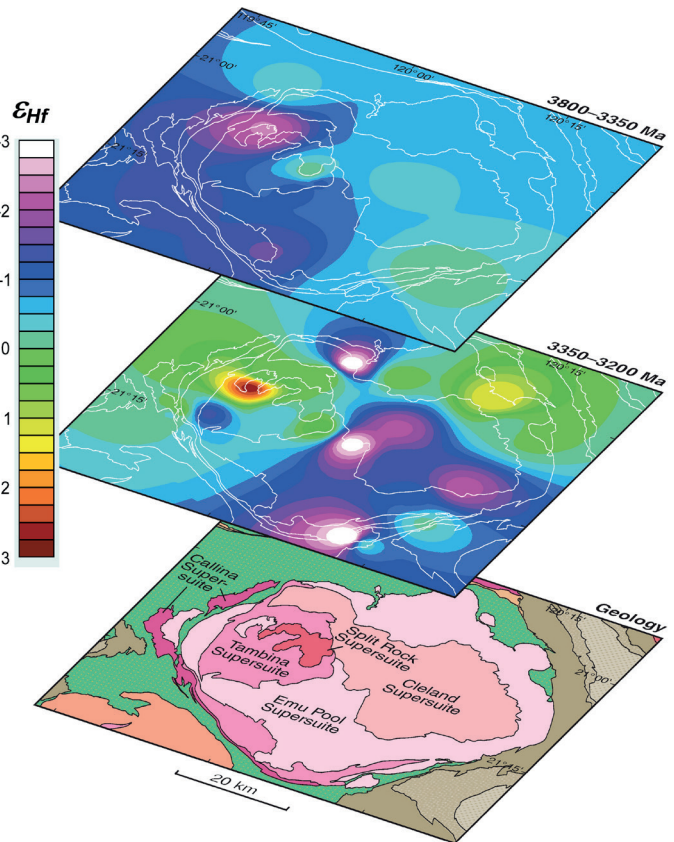 119°45'
120°00'
-21°00'
3800–3350 Ma
120°15'
-21°15'
εHf
-3
-2
-1
0
1
2
3
-21°00'
3350–3200 Ma
120°15'
-21°15'
Geology
120°15'
Callina
Super-
suite
Split Rock
Supersuite
Tambina
Supersuite
Cleland
Supersuite
Emu Pool
Supersuite
21°00'
21°15'
20 km